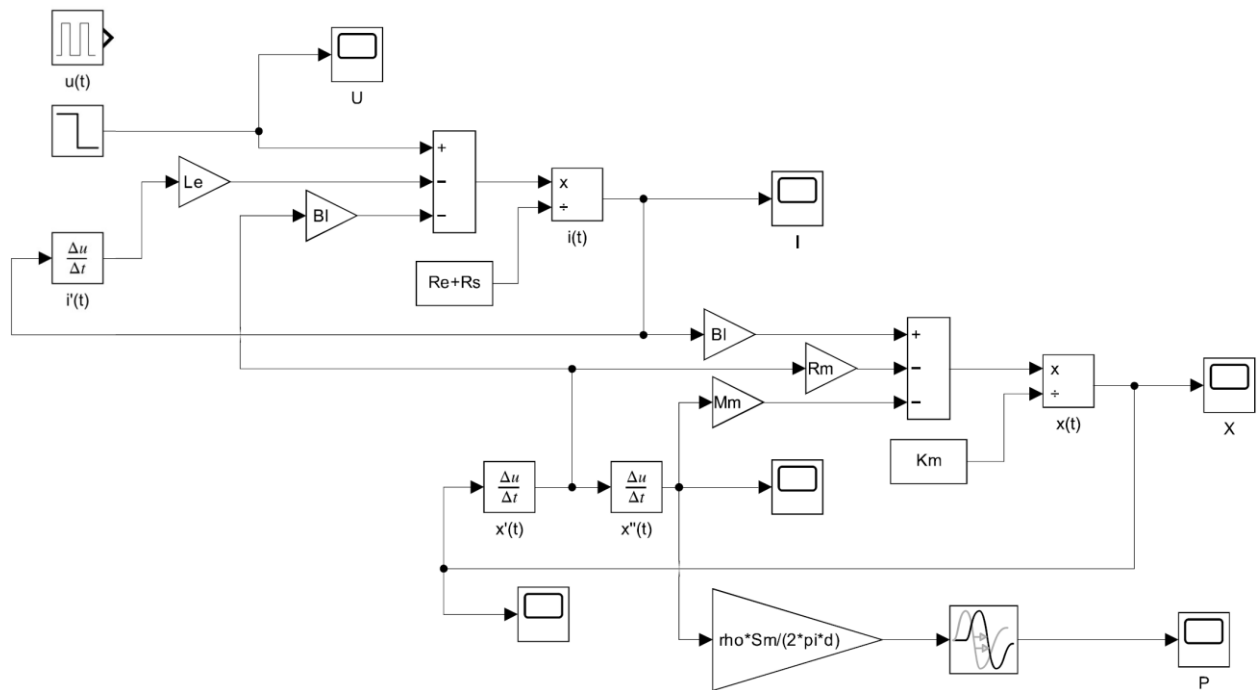 u(t)
U
+
−
−
Le
Bl
x
÷
i(t)
I
Δu
Δt
i'(t)
Re+Rs
Bl
+
−
−
Rm
Mm
x
÷
x(t)
X
Km
Δu
Δt
x'(t)
Δu
Δt
x''(t)
rho*Sm/(2*pi*d)
P